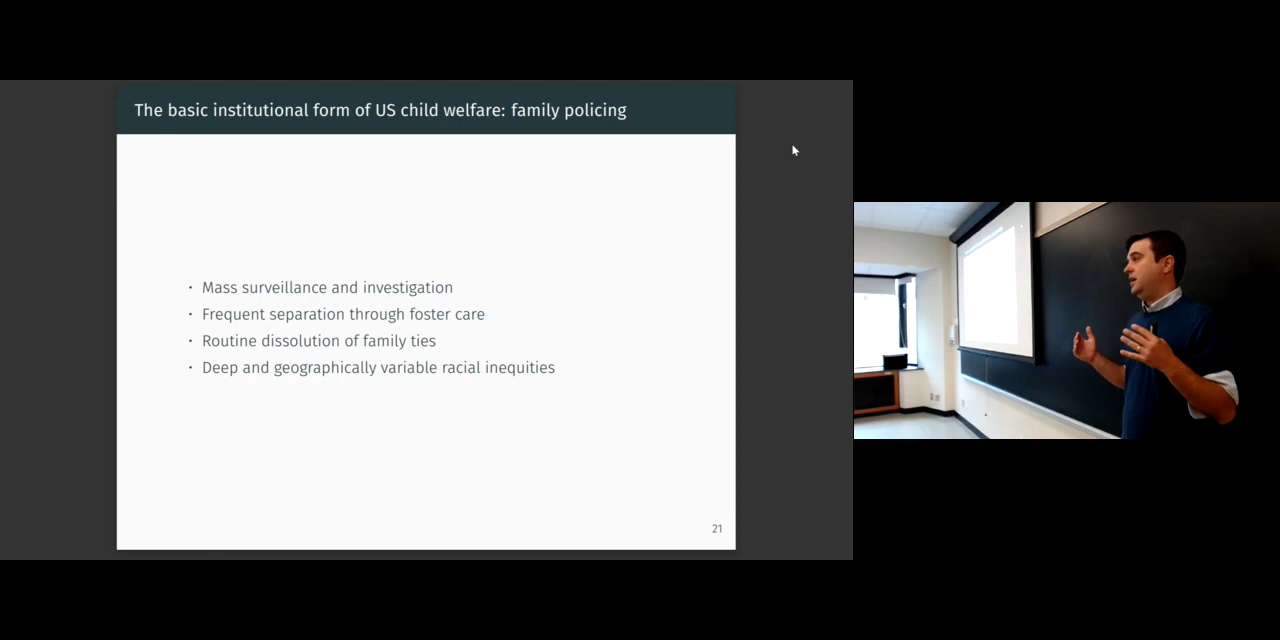 The basic institutional form of US child welfare: family policing
• Mass surveillance and investigation
• Frequent separation through foster care
• Routine dissolution of family ties
• Deep and geographically variable racial inequities
21